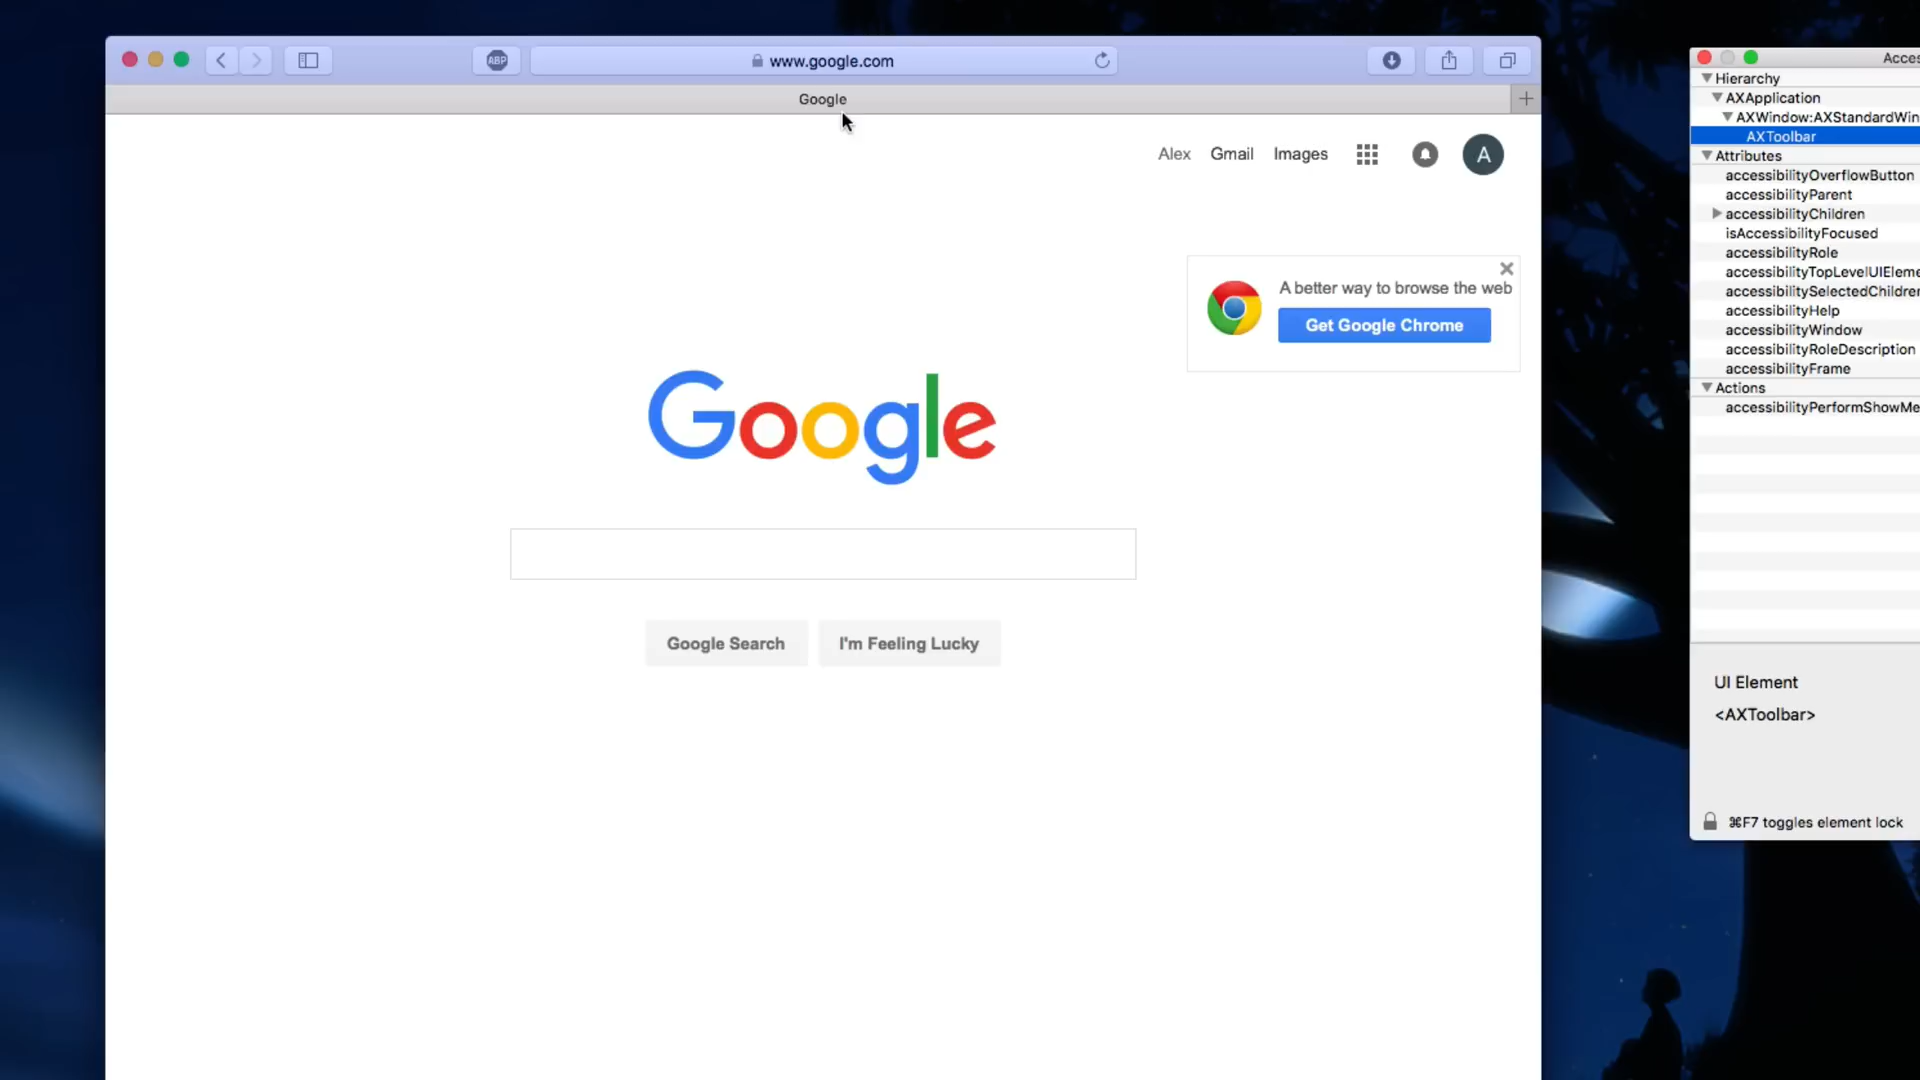 ABP
www.google.com
Google
Alex
Gmail
Images
A
A better way to browse the web
Get Google Chrome
Google
Google Search
I'm Feeling Lucky
Acces
Hierarchy
AXApplication
AXWindow:AXStandardWin
AXToolbar
Attributes
accessibilityOverflowButton
accessibilityParent
accessibilityChildren
isAccessibilityFocused
accessibilityRole
accessibilityTopLevelUIEleme
accessibilitySelectedChildren
accessibilityHelp
accessibilityWindow
accessibilityRoleDescription
accessibilityFrame
Actions
accessibilityPerformShowMe
UI Element
<AXToolbar>
⌘F7 toggles element lock